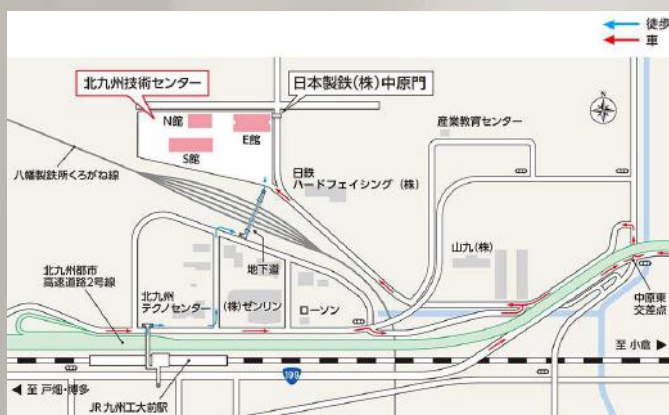 徒歩
車
北九州技術センター
日本製鉄(株)中原門
N館
E館
S館
産業教育センター
八幡製鉄所くろがね線
日鉄
ハードフェイシング(株)
北九州都市
高速道路2号線
地下道
山九(株)
北九州
テクノセンター
(株)ゼンリン
ローソン
中原東
交差点
至 小倉 ▶
199
◀ 至 戸畑・博多
JR 九州工大前駅